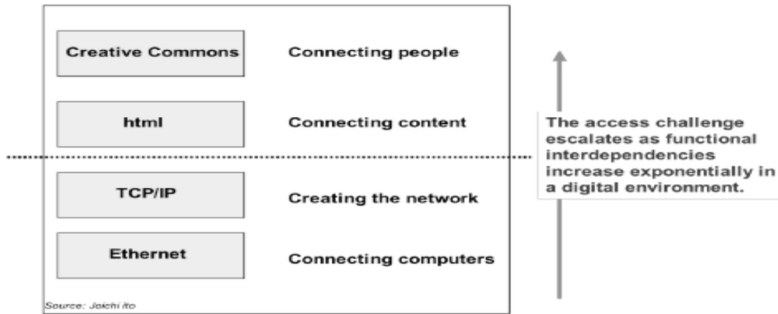 Creative Commons Connecting people
html Connecting content
TCP/IP Creating the network
Ethernet Connecting computers
Source: Joichi Ito
The access challenge
escalates as functional
interdependencies
increase exponentially in
a digital environment.